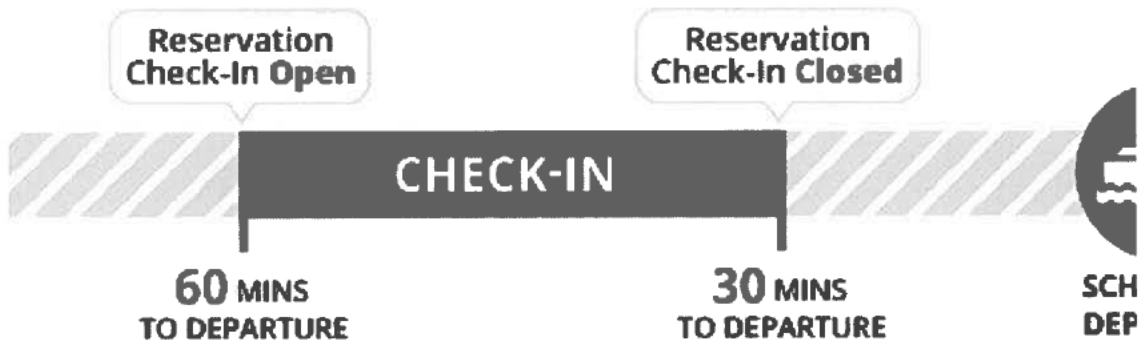 Reservation
Check-In Open
Reservation
Check-In Closed
CHECK-IN
60 MINS
TO DEPARTURE
30 MINS
TO DEPARTURE